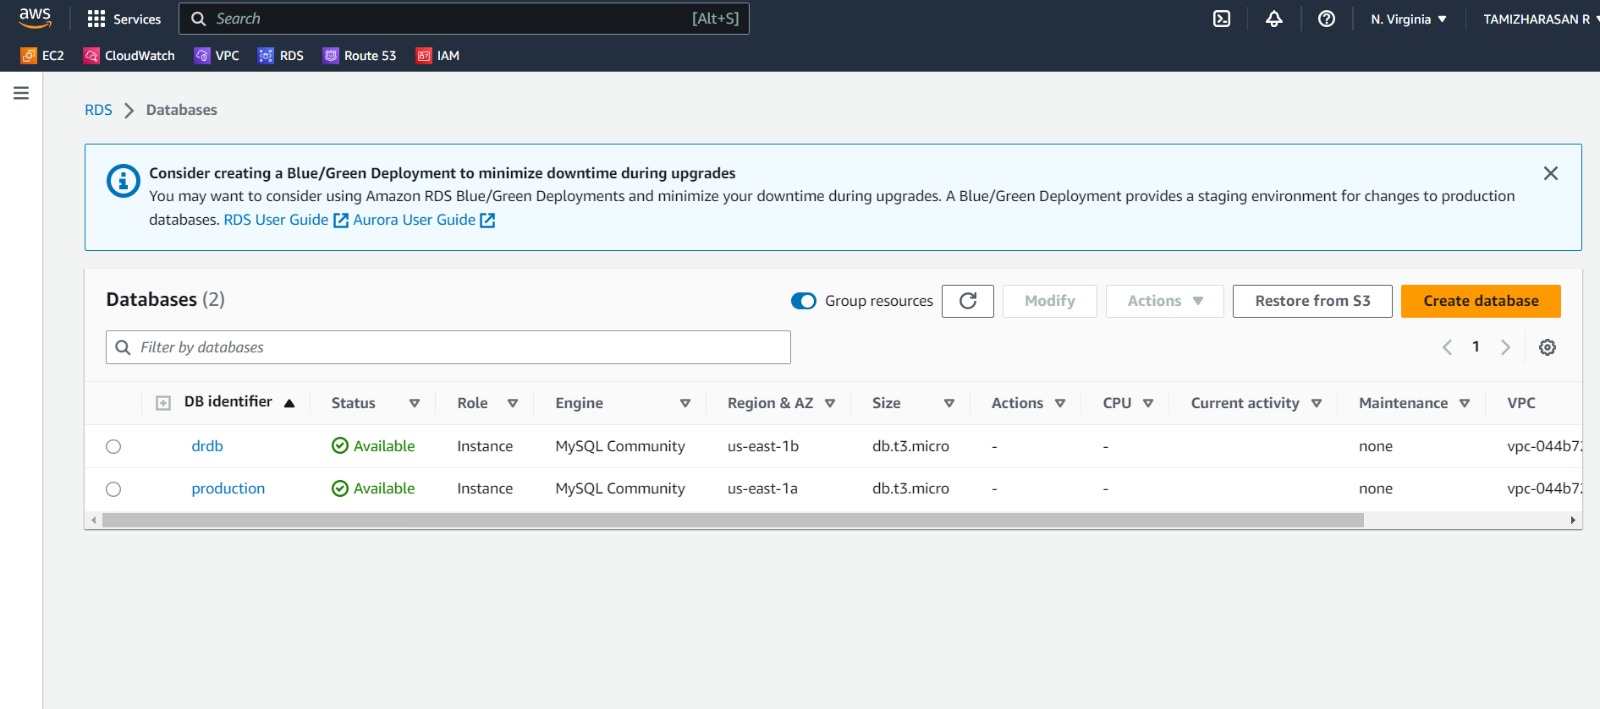 aws
Services
Search
[Alt+S]
N. Virginia
TAMIZHARASAN R
EC2
CloudWatch
VPC
RDS
Route 53
IAM
RDS
Databases
Consider creating a Blue/Green Deployment to minimize downtime during upgrades
You may want to consider using Amazon RDS Blue/Green Deployments and minimize your downtime during upgrades. A Blue/Green Deployment provides a staging environment for changes to production
databases. RDS User Guide Aurora User Guide
Databases (2)
Group resources
Modify
Actions
Restore from S3
Create database
Filter by databases
1
DB identifier Status Role Engine Region & AZ Size Actions CPU Current activity Maintenance VPC
drdb Available Instance MySQL Community us-east-1b db.t3.micro - - none vpc-044b7
production Available Instance MySQL Community us-east-1a db.t3.micro - - none vpc-044b7